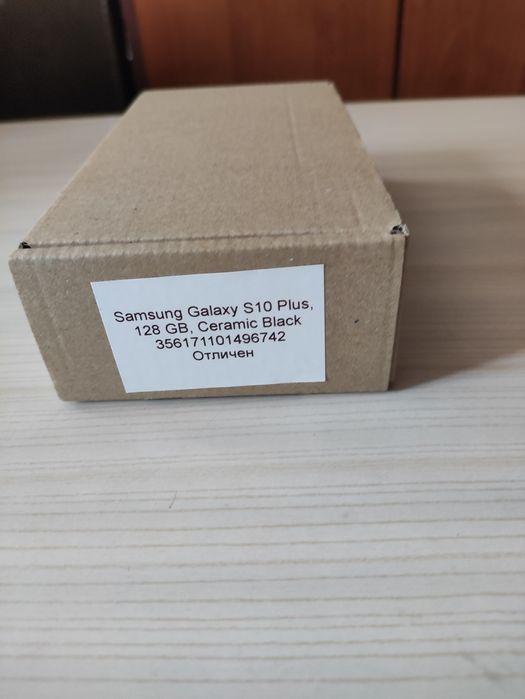 Samsung Galaxy S10 Plus,
128 GB, Ceramic Black
356171101496742
Отличен